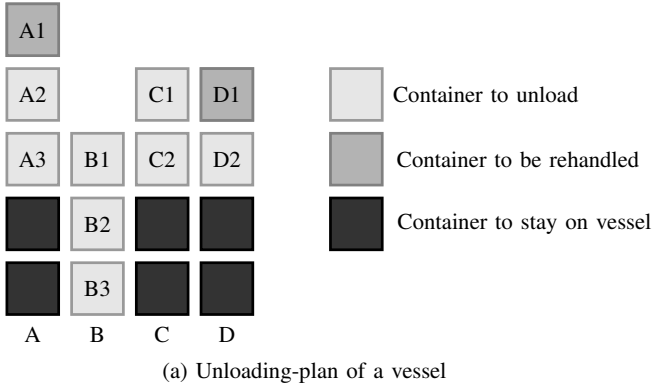 A1
A2 C1 D1 Container to unload
A3 B1 C2 D2 Container to be rehandled
B2 Container to stay on vessel
B3
A B C D
(a) Unloading-plan of a vessel